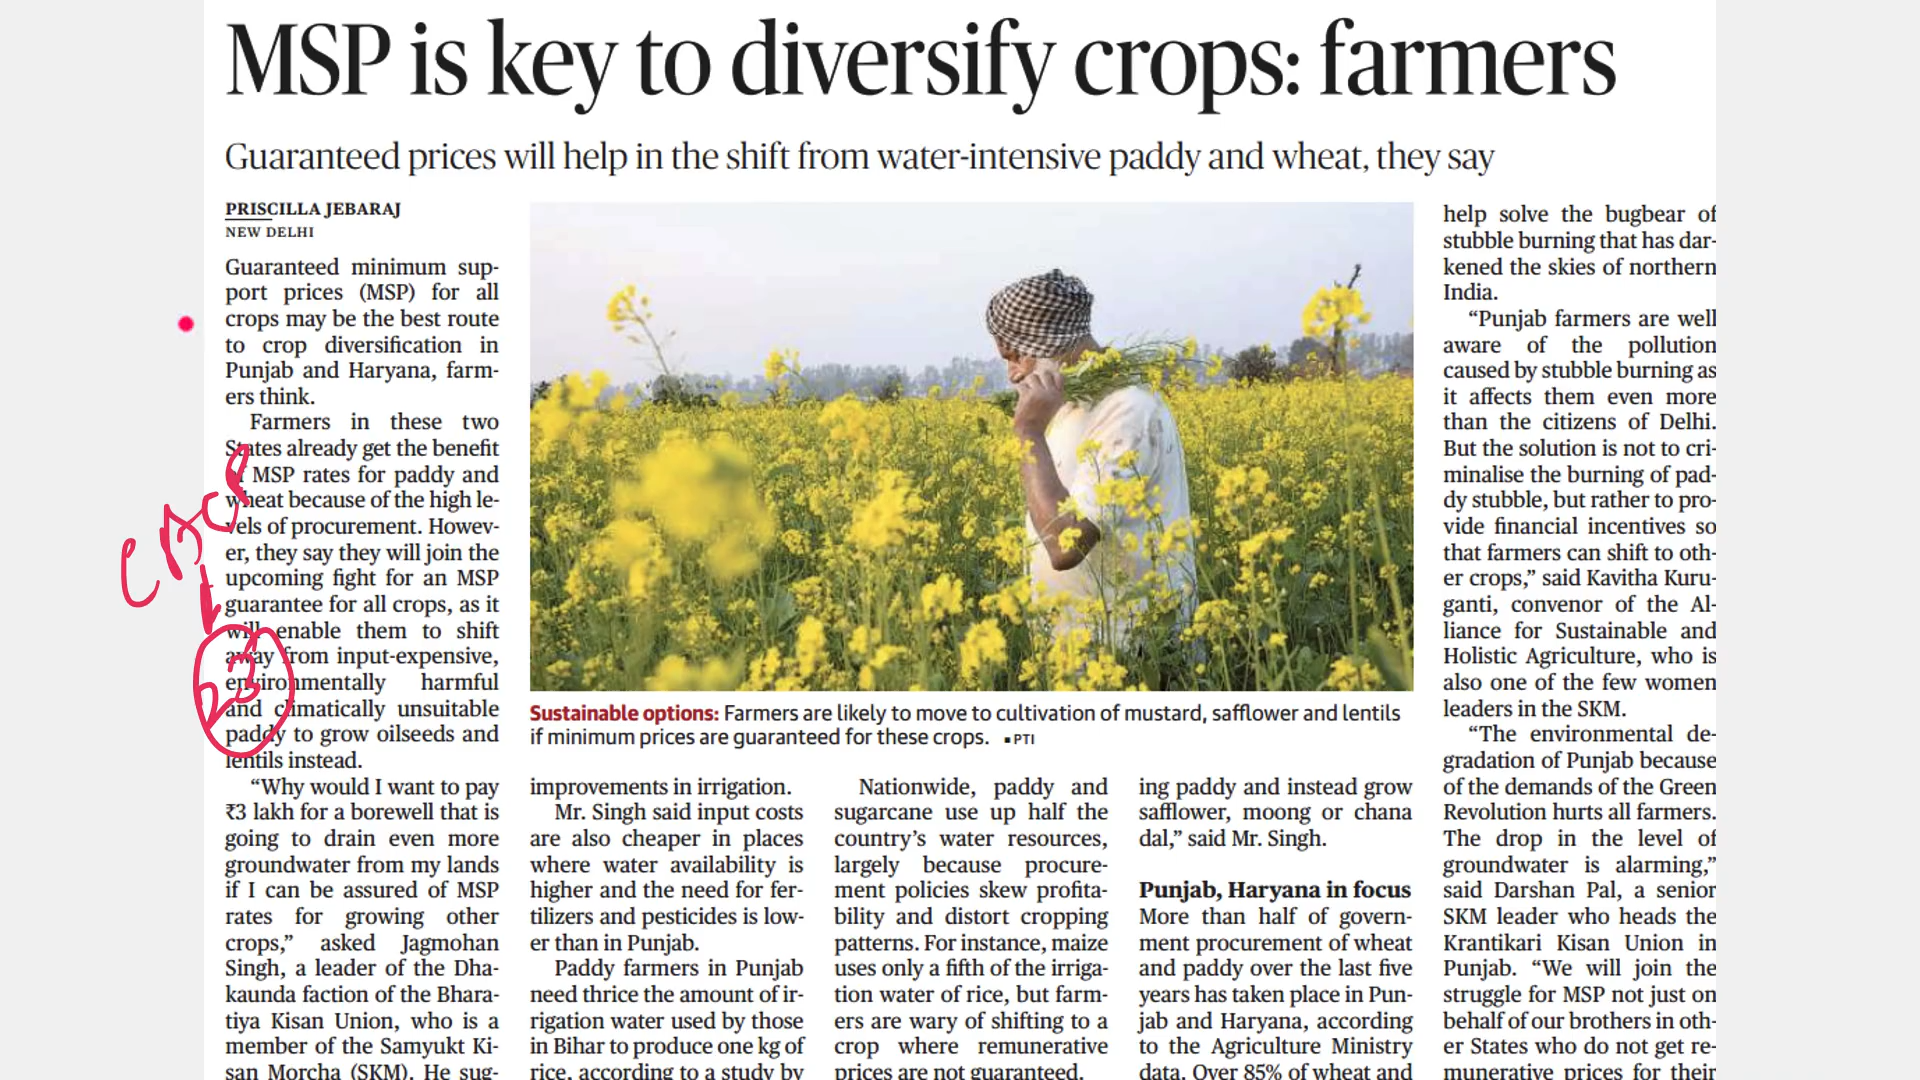 MSP is key to diversify crops: farmers
Guaranteed prices will help in the shift from water-intensive paddy and wheat, they say
PRISCILLA JEBARAJ
NEW DELHI
Guaranteed minimum sup-
port prices (MSP) for all
crops may be the best route
to crop diversification in
Punjab and Haryana, farm-
ers think.
Farmers in these two
States already get the benefit
of MSP rates for paddy and
wheat because of the high le-
vels of procurement. Howev-
er, they say they will join the
upcoming fight for an MSP
guarantee for all crops, as it
will enable them to shift
away from input-expensive,
environmentally harmful
and climatically unsuitable
paddy to grow oilseeds and
lentils instead.
“Why would I want to pay
₹3 lakh for a borewell that is
going to drain even more
groundwater from my lands
if I can be assured of MSP
rates for growing other
crops,” asked Jagmohan
Singh, a leader of the Dha-
kaunda faction of the Bhara-
tiya Kisan Union, who is a
member of the Samyukt Ki-
san Morcha (SKM). He sug-
CACP
23
Sustainable options: Farmers are likely to move to cultivation of mustard, safflower and lentils
if minimum prices are guaranteed for these crops. ▪PTI
improvements in irrigation.
Mr. Singh said input costs
are also cheaper in places
where water availability is
higher and the need for fer-
tilizers and pesticides is low-
er than in Punjab.
Paddy farmers in Punjab
need thrice the amount of ir-
rigation water used by those
in Bihar to produce one kg of
rice, according to a study by
Nationwide, paddy and
sugarcane use up half the
country’s water resources,
largely because procure-
ment policies skew profita-
bility and distort cropping
patterns. For instance, maize
uses only a fifth of the irriga-
tion water of rice, but farm-
ers are wary of shifting to a
crop where remunerative
prices are not guaranteed.
ing paddy and instead grow
safflower, moong or chana
dal,” said Mr. Singh.
Punjab, Haryana in focus
More than half of govern-
ment procurement of wheat
and paddy over the last five
years has taken place in Pun-
jab and Haryana, according
to the Agriculture Ministry
data. Over 85% of wheat and
help solve the bugbear of
stubble burning that has dar-
kened the skies of northern
India.
“Punjab farmers are well
aware of the pollution
caused by stubble burning as
it affects them even more
than the citizens of Delhi.
But the solution is not to cri-
minalise the burning of pad-
dy stubble, but rather to pro-
vide financial incentives so
that farmers can shift to oth-
er crops,” said Kavitha Kuru-
ganti, convenor of the Al-
liance for Sustainable and
Holistic Agriculture, who is
also one of the few women
leaders in the SKM.
“The environmental de-
gradation of Punjab because
of the demands of the Green
Revolution hurts all farmers.
The drop in the level of
groundwater is alarming,”
said Darshan Pal, a senior
SKM leader who heads the
Krantikari Kisan Union in
Punjab. “We will join the
struggle for MSP not just on
behalf of our brothers in oth-
er States who do not get re-
munerative prices for their